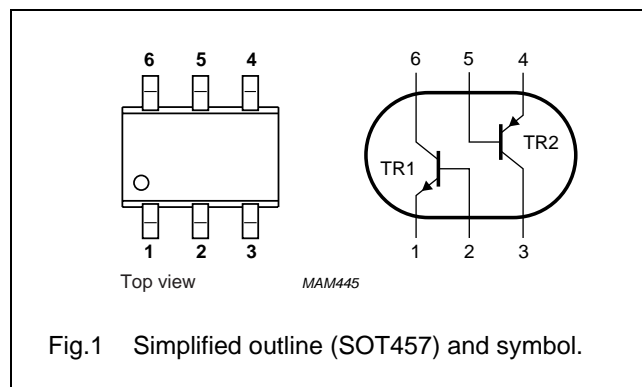 6 5 4
6 5 4
TR2
TR1
1 2 3
1 2 3
Top view
MAM445
Fig.1 Simplified outline (SOT457) and symbol.